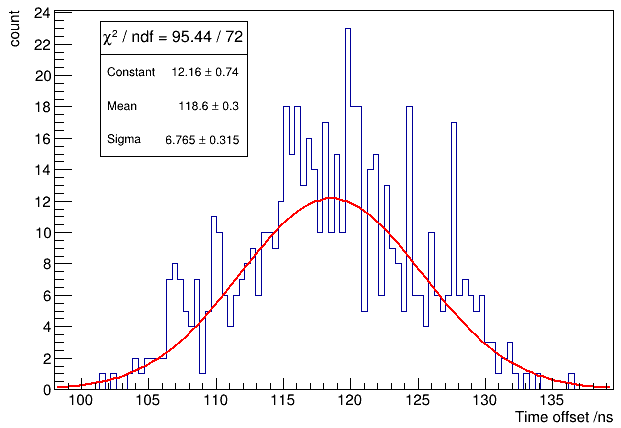 count
24
22
20
18
16
14
12
10
8
6
4
2
0
χ² / ndf = 95.44 / 72
Constant 12.16 ± 0.74
Mean 118.6 ± 0.3
Sigma 6.765 ± 0.315
100 105 110 115 120 125 130 135
Time offset /ns